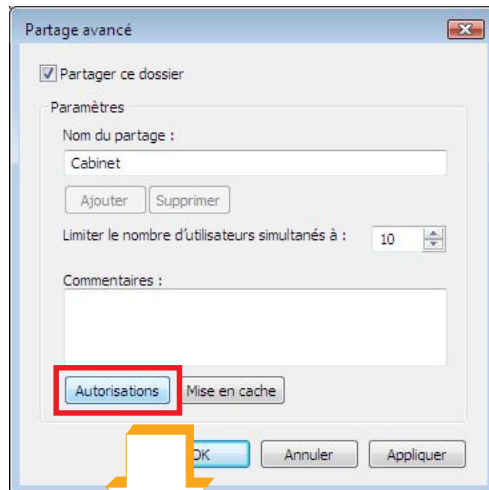 Partage avancé
Partager ce dossier
Paramètres
Nom du partage :
Cabinet
Ajouter Supprimer
Limiter le nombre d'utilisateurs simultanés à : 10
Commentaires :
Autorisations Mise en cache
OK Annuler Appliquer